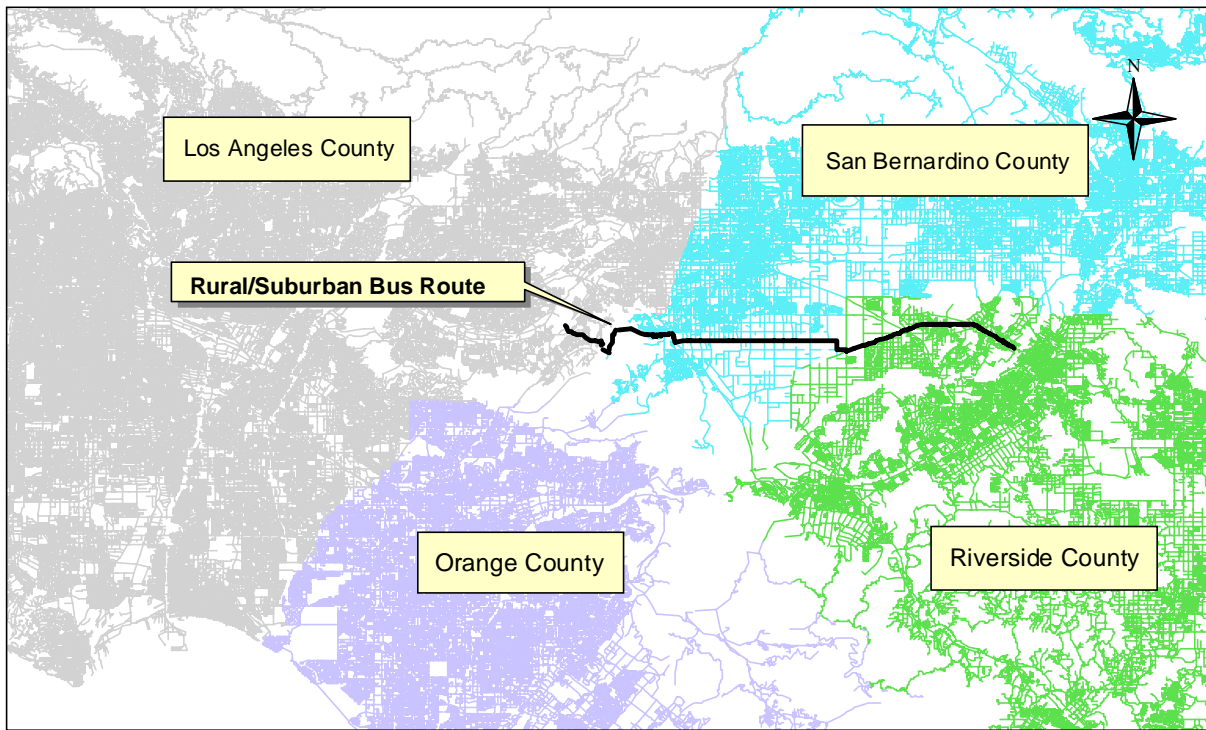 N
Los Angeles County
San Bernardino County
Rural/Suburban Bus Route
Orange County
Riverside County